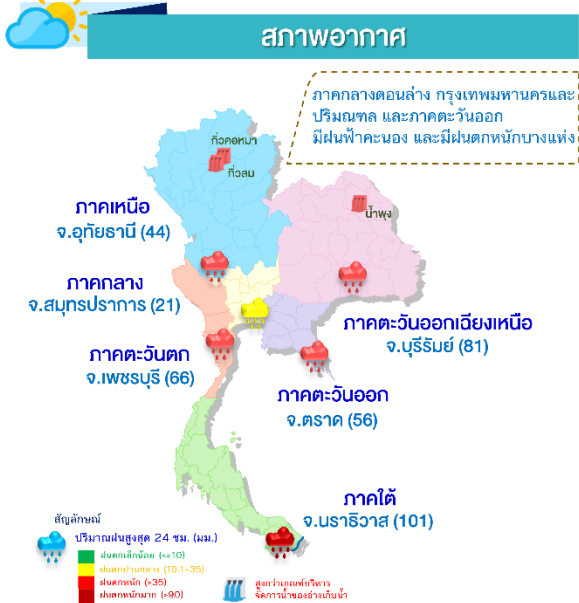 สภาพอากาศ
ภาคกลางตอนล่าง กรุงเทพมหานครและ
ปริมณฑล และภาคตะวันออก
มีฝนฟ้าคะนอง และมีฝนตกหนักบางแห่ง
กิ่วคอหมา
กิ่วลม
น้ำพุง
ภาคเหนือ
จ.อุทัยธานี (44)
ภาคกลาง
จ.สมุทรปราการ (21)
ภาคตะวันออกเฉียงเหนือ
จ.บุรีรัมย์ (81)
ภาคตะวันตก
จ.เพชรบุรี (66)
ภาคตะวันออก
จ.ตราด (56)
ภาคใต้
จ.นราธิวาส (101)
สัญลักษณ์
ปริมาณฝนสูงสุด 24 ชม. (มม.)
ฝนตกเล็กน้อย (<=10)
ฝนตกปานกลาง (10.1-35)
ฝนตกหนัก (>35)
ฝนตกหนักมาก (>90)
สูงกว่าเกณฑ์บริหาร
จัดการน้ำของอ่างเก็บน้ำ